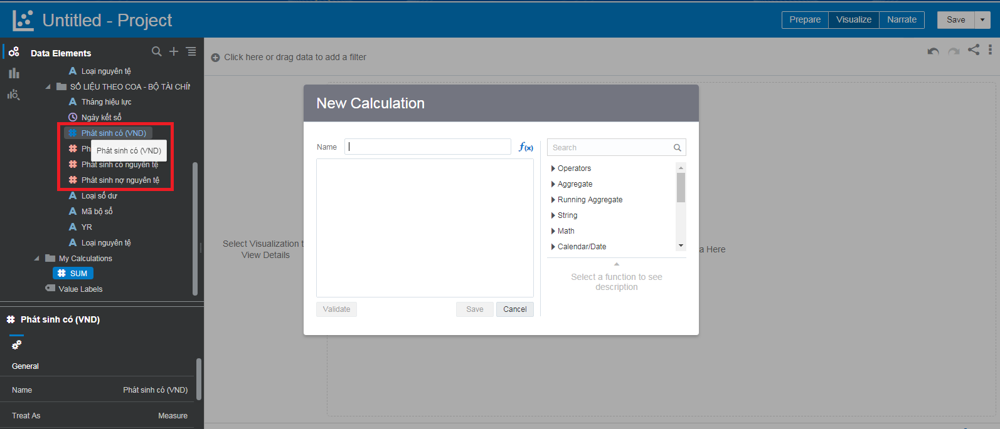 Untitled - Project
Prepare
Visualize
Narrate
Save
Data Elements
A Loại nguyên tệ
SỐ LIỆU THEO COA - BỘ TÀI CHÍN
A Tháng hiệu lực
Ngày kết sổ
Phát sinh có (VND)
Ph
Phát sinh có (VND)
Phát sinh có nguyên tệ
Phát sinh nợ nguyên tệ
A Loại số dư
A Mã bộ sổ
A YR
A Loại nguyên tệ
My Calculations
SUM
Value Labels
Phát sinh có (VND)
General
Name
Phát sinh có (VND)
Treat As
Measure
Click here or drag data to add a filter
Select Visualization t
View Details
a Here
New Calculation
Name
f(x)
Validate
Save
Cancel
Search
Operators
Aggregate
Running Aggregate
String
Math
Calendar/Date
Select a function to see
description